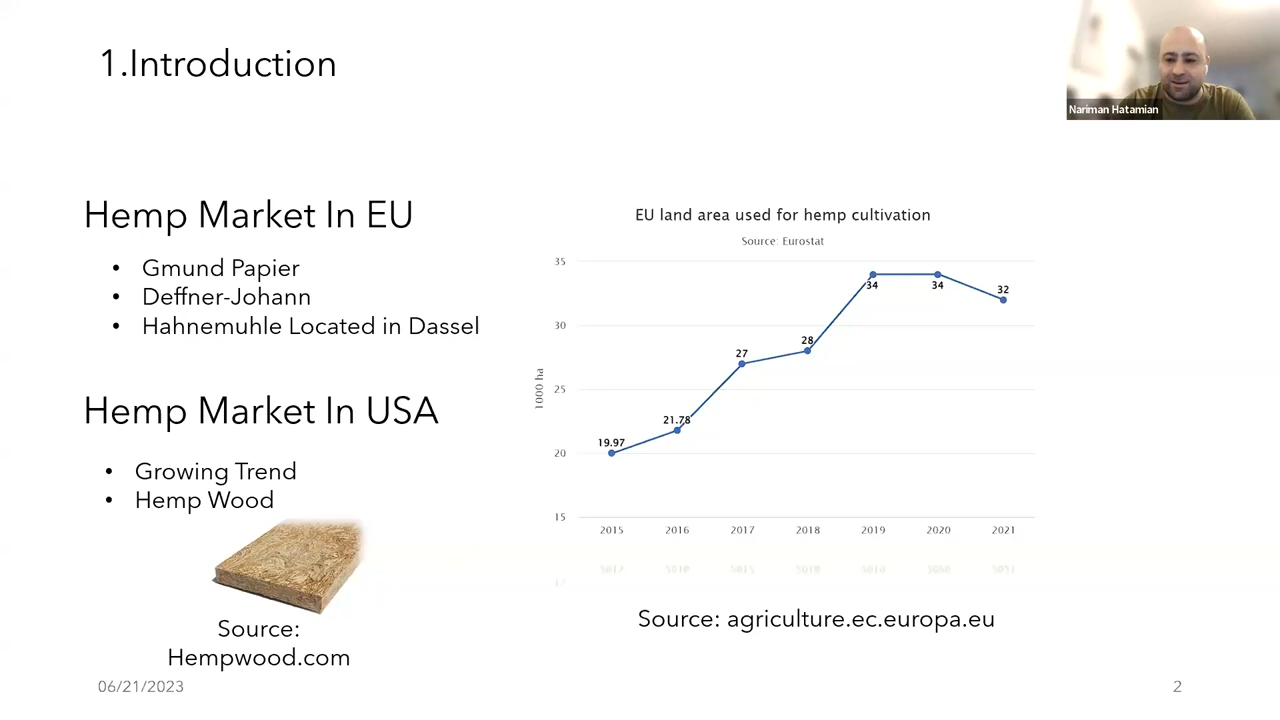 1.Introduction
Nariman Hatamian
Hemp Market In EU
• Gmund Papier
• Deffner-Johann
• Hahnemuhle Located in Dassel
Hemp Market In USA
• Growing Trend
• Hemp Wood
Source:
Hempwood.com
EU land area used for hemp cultivation
Source: Eurostat
1000 ha
35
30
25
20
15
19.97
21.78
27
28
34
34
32
2015 2016 2017 2018 2019 2020 2021
Source: agriculture.ec.europa.eu
06/21/2023
2